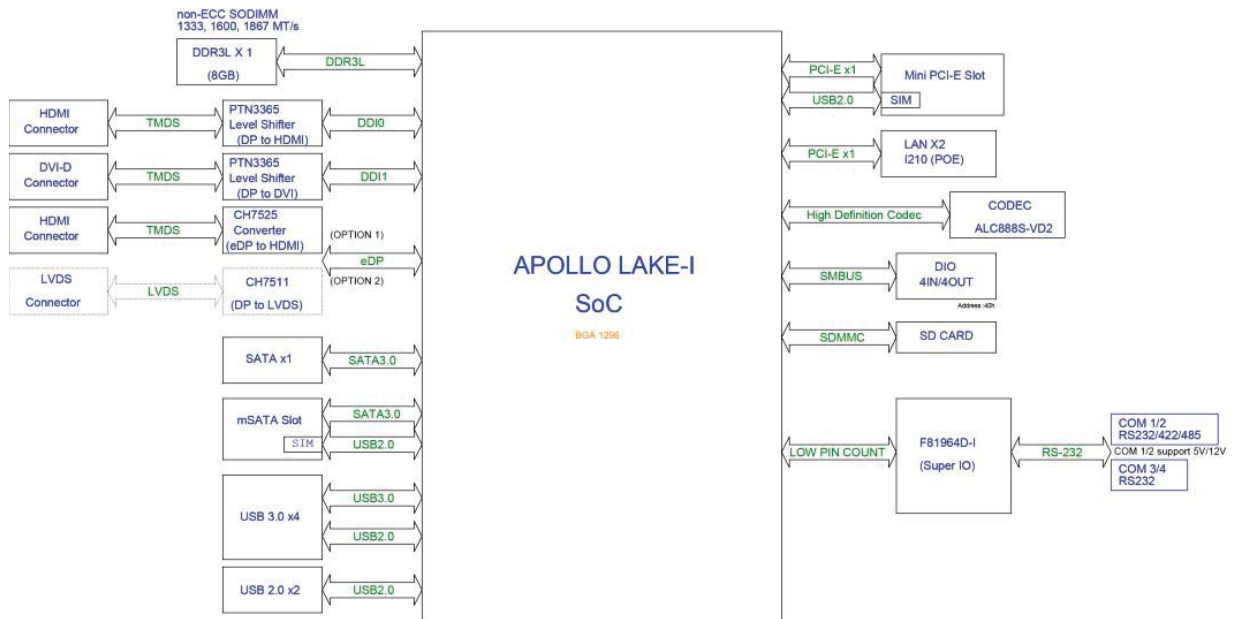 non-ECC SODIMM
1333, 1600, 1867 MT/s
DDR3L X 1
(8GB)
DDR3L
HDMI
Connector
TMDS
PTN3365
Level Shifter
(DP to HDMI)
DDI0
DVI-D
Connector
TMDS
PTN3365
Level Shifter
(DP to DVI)
DDI1
HDMI
Connector
TMDS
CH7525
Converter
(eDP to HDMI)
(OPTION 1)
eDP
(OPTION 2)
LVDS
Connector
LVDS
CH7511
(DP to LVDS)
SATA x1
SATA3.0
mSATA Slot
SIM
SATA3.0
USB2.0
USB 3.0 x4
USB3.0
USB2.0
USB 2.0 x2
USB2.0
APOLLO LAKE-I
SoC
BGA 1296
PCI-E x1
USB2.0
Mini PCI-E Slot
SIM
PCI-E x1
LAN X2
I210 (POE)
High Definition Codec
CODEC
ALC888S-VD2
SMBUS
DIO
4IN/4OUT
Address :40h
SDMMC
SD CARD
LOW PIN COUNT
F81964D-I
(Super IO)
RS-232
COM 1/2
RS232/422/485
COM 1/2 support 5V/12V
COM 3/4
RS232